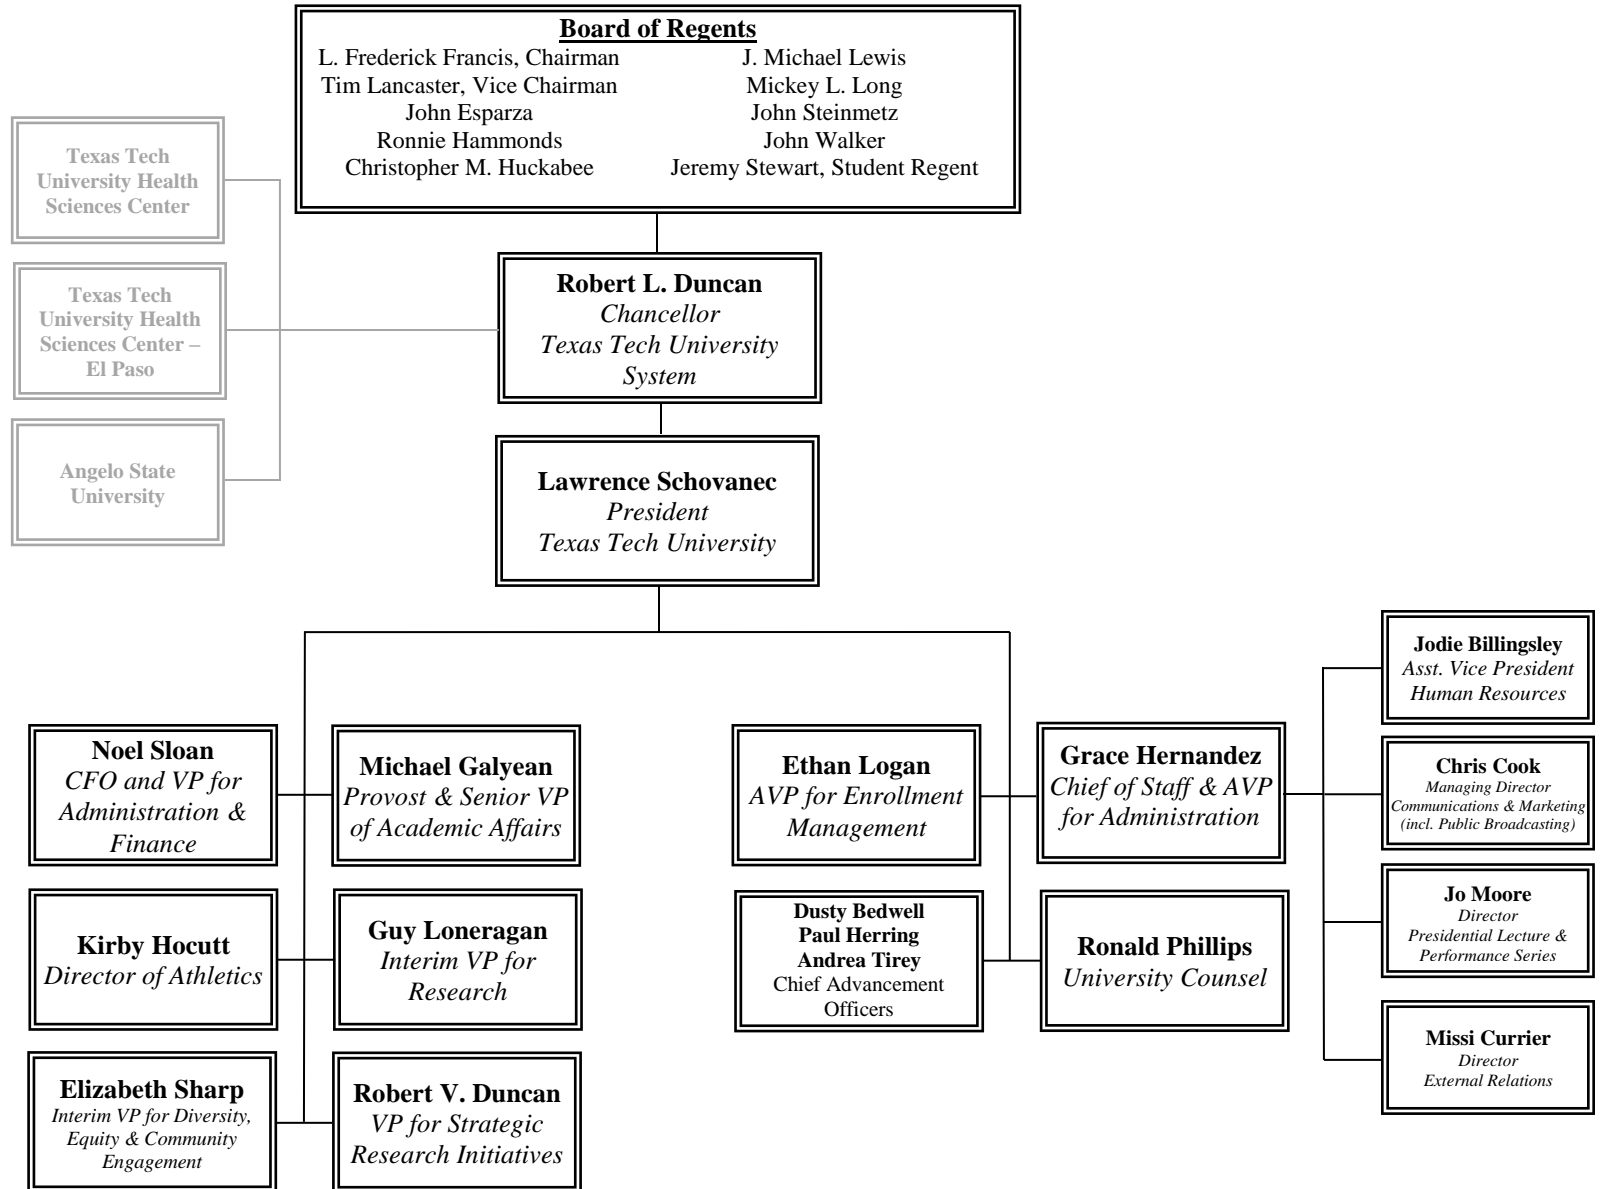 Board of Regents
L. Frederick Francis, Chairman
Tim Lancaster, Vice Chairman
John Esparza
Ronnie Hammonds
Christopher M. Huckabee
J. Michael Lewis
Mickey L. Long
John Steinmetz
John Walker
Jeremy Stewart, Student Regent
Texas Tech
University Health
Sciences Center
Texas Tech
University Health
Sciences Center –
El Paso
Angelo State
University
Robert L. Duncan
Chancellor
Texas Tech University
System
Lawrence Schovanec
President
Texas Tech University
Noel Sloan
CFO and VP for
Administration &
Finance
Michael Galyean
Provost & Senior VP
of Academic Affairs
Kirby Hocutt
Director of Athletics
Guy Loneragan
Interim VP for
Research
Elizabeth Sharp
Interim VP for Diversity,
Equity & Community
Engagement
Robert V. Duncan
VP for Strategic
Research Initiatives
Ethan Logan
AVP for Enrollment
Management
Grace Hernandez
Chief of Staff & AVP
for Administration
Dusty Bedwell
Paul Herring
Andrea Tirey
Chief Advancement
Officers
Ronald Phillips
University Counsel
Jodie Billingsley
Asst. Vice President
Human Resources
Chris Cook
Managing Director
Communications & Marketing
(incl. Public Broadcasting)
Jo Moore
Director
Presidential Lecture &
Performance Series
Missi Currier
Director
External Relations